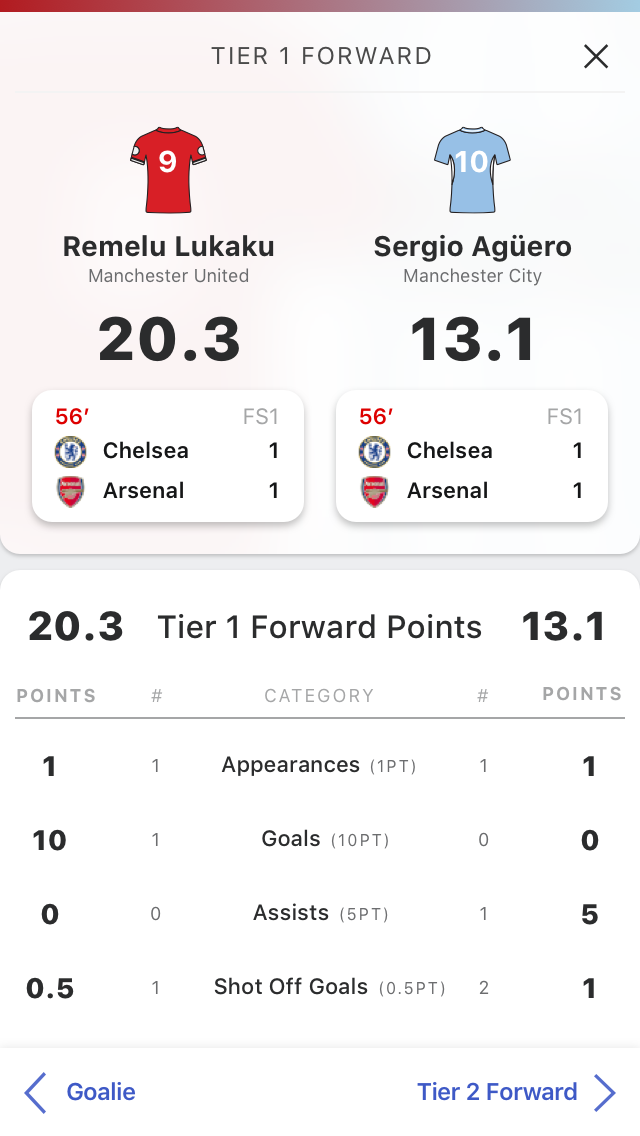 TIER 1 FORWARD
9
10
Remelu Lukaku
Sergio Agüero
Manchester United
Manchester City
20.3
13.1
56′ FS1
Chelsea 1
Arsenal 1
56′ FS1
Chelsea 1
Arsenal 1
20.3 Tier 1 Forward Points 13.1
POINTS # CATEGORY # POINTS
1 1 Appearances (1PT) 1 1
10 1 Goals (10PT) 0 0
0 0 Assists (5PT) 1 5
0.5 1 Shot Off Goals (0.5PT) 2 1
Goalie
Tier 2 Forward